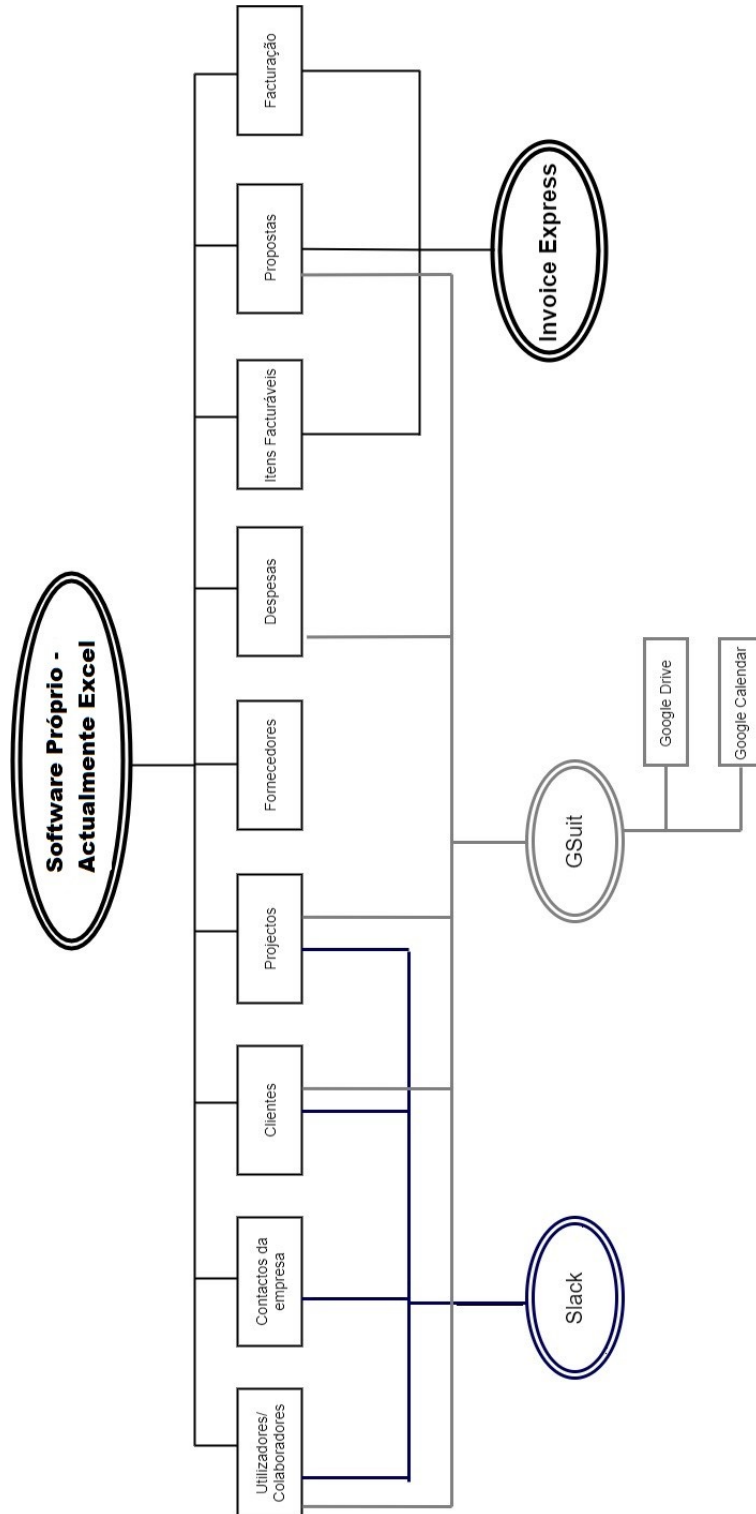 Software Próprio -
Actualmente Excel
Utilizadores/
Colaboradores
Contactos da
empresa
Clientes
Projectos
Fornecedores
Despesas
Itens Facturáveis
Propostas
Facturação
Slack
GSuit
Invoice Express
Google Drive
Google Calendar